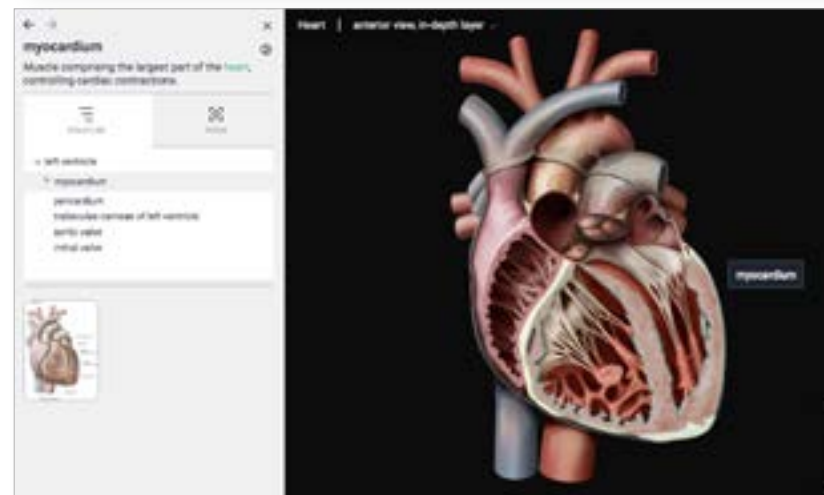 myocardium
Muscle comprising the largest part of the heart,
controlling cardiac contractions.
left ventricle
myocardium
pericardium
trabeculae carneae of left ventricle
aortic valve
mitral valve
Heart | anterior view, in-depth layer
myocardium